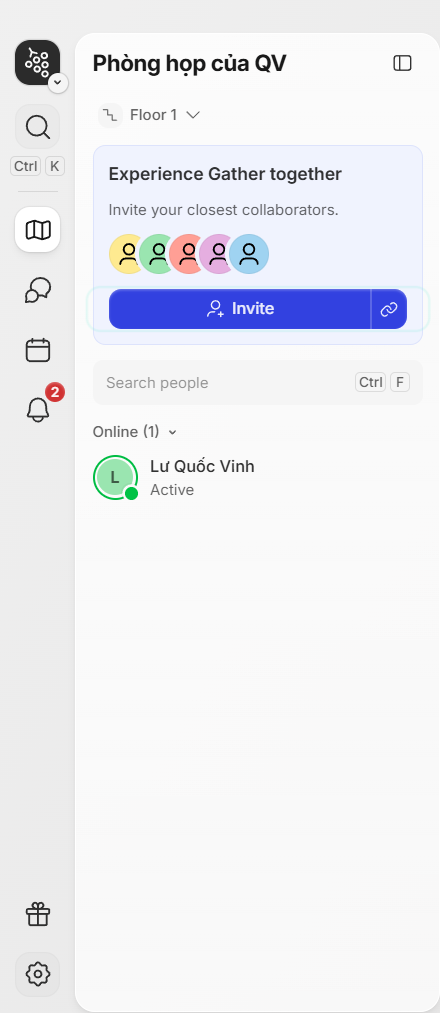 Phòng họp của QV
Ctrl K
Floor 1
Experience Gather together
Invite your closest collaborators.
Invite
Search people
Ctrl F
2
Online (1)
L
Lư Quốc Vinh
Active